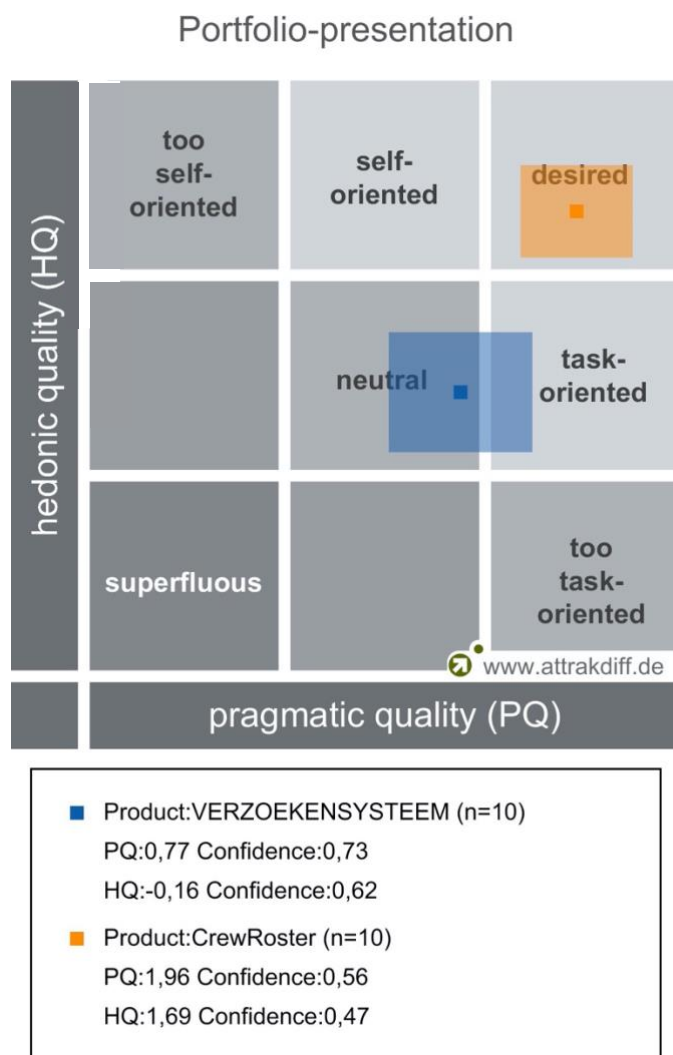 Portfolio-presentation
too
self-
oriented
self-
oriented
desired
hedonic quality (HQ)
neutral
task-
oriented
superfluous
too
task-
oriented
www.attrakdiff.de
pragmatic quality (PQ)
Product:VERZOEKENSYSTEEM (n=10)
PQ:0,77 Confidence:0,73
HQ:-0,16 Confidence:0,62
Product:CrewRoster (n=10)
PQ:1,96 Confidence:0,56
HQ:1,69 Confidence:0,47